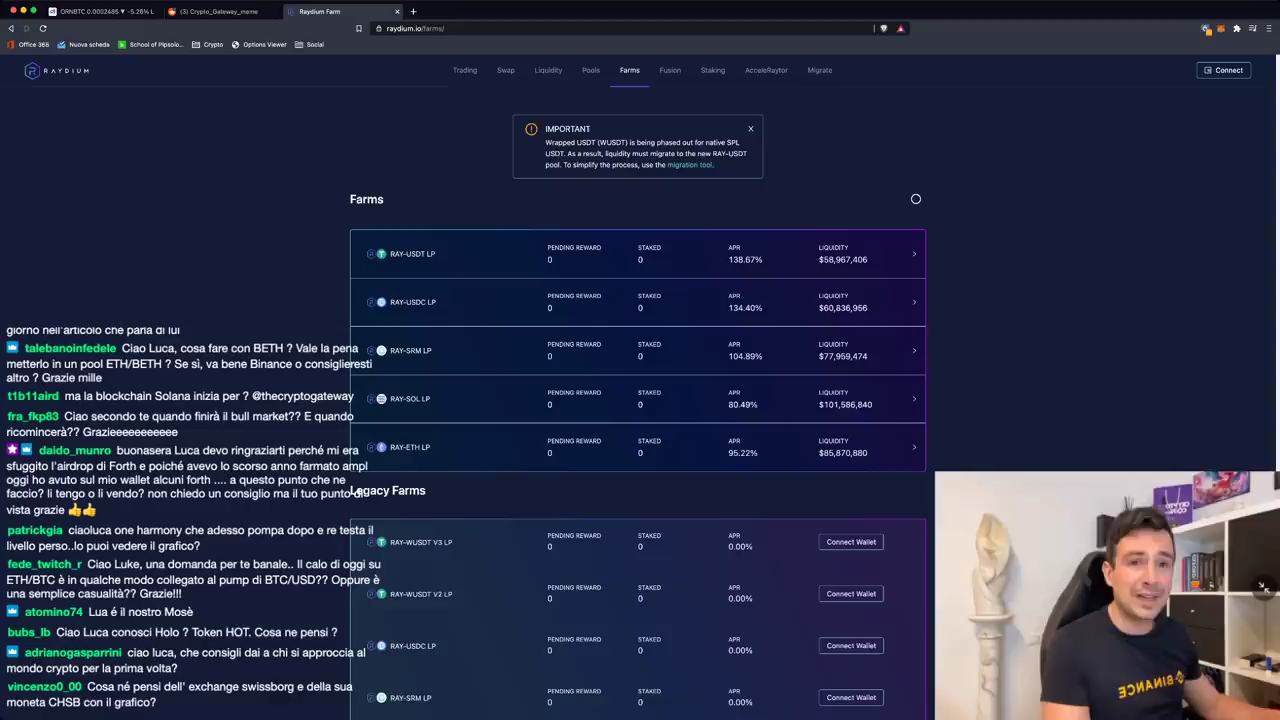 ORNBTC 0.0002485 ▼ -5.26% L
(3) Crypto_Gateway_meme
Raydium Farm
raydium.io/farms/
Office 365
Nuova scheda
School of Pipsolo...
Crypto
Options Viewer
Social
RAYDIUM
Trading
Swap
Liquidity
Pools
Farms
Fusion
Staking
AcceleRaytor
Migrate
Connect
IMPORTANT
Wrapped USDT (WUSDT) is being phased out for native SPL
USDT. As a result, liquidity must migrate to the new RAY-USDT
pool. To simplify the process, use the migration tool.
Farms
RAY-USDT LP
PENDING REWARD
0
STAKED
0
APR
138.67%
LIQUIDITY
$58,967,406
RAY-USDC LP
PENDING REWARD
0
STAKED
0
APR
134.40%
LIQUIDITY
$60,836,956
RAY-SRM LP
PENDING REWARD
0
STAKED
0
APR
104.89%
LIQUIDITY
$77,959,474
RAY-SOL LP
PENDING REWARD
0
STAKED
0
APR
80.49%
LIQUIDITY
$101,586,840
RAY-ETH LP
PENDING REWARD
0
STAKED
0
APR
95.22%
LIQUIDITY
$85,870,880
Legacy Farms
RAY-WUSDT V3 LP
PENDING REWARD
0
STAKED
0
APR
0.00%
Connect Wallet
RAY-WUSDT V2 LP
PENDING REWARD
0
STAKED
0
APR
0.00%
Connect Wallet
RAY-USDC LP
PENDING REWARD
0
STAKED
0
APR
0.00%
Connect Wallet
RAY-SRM LP
PENDING REWARD
0
STAKED
0
APR
0.00%
Connect Wallet
giorno nell'articolo che parla di lui
talebanoinfedele Ciao Luca, cosa fare con BETH ? Vale la pena
metterlo in un pool ETH/BETH ? Se sì, va bene Binance o consiglieresti
altro ? Grazie mille
t1b11aird ma la blockchain Solana inizia per ? @thecryptogateway
fra_fkp83 Ciao secondo te quando finirà il bull market?? E quando
ricomincerà?? Grazieeeeeeeeeee
daido_munro buonasera Luca devo ringraziarti perché mi era
sfuggito l'airdrop di Forth e poiché avevo lo scorso anno farmato ampl
oggi ho avuto sul mio wallet alcuni forth .... a questo punto che ne
faccio? li tengo o li vendo? non chiedo un consiglio ma il tuo punto di
vista grazie 👍👍
patrickgia ciaoluca one harmony che adesso pompa dopo e re testa il
livello perso..lo puoi vedere il grafico?
fede_twitch_r Ciao Luke, una domanda per te banale.. Il calo di oggi su
ETH/BTC è in qualche modo collegato al pump di BTC/USD?? Oppure è
una semplice casualità?? Grazie!!!
atomino74 Lua é il nostro Mosè
bubs_lb Ciao Luca conosci Holo ? Token HOT. Cosa ne pensi ?
adrianogasparrini ciao luca, che consigli dai a chi si approccia al
mondo crypto per la prima volta?
vincenzo0_00 Cosa né pensi dell' exchange swissborg e della sua
moneta CHSB con il grafico?
BINANCE